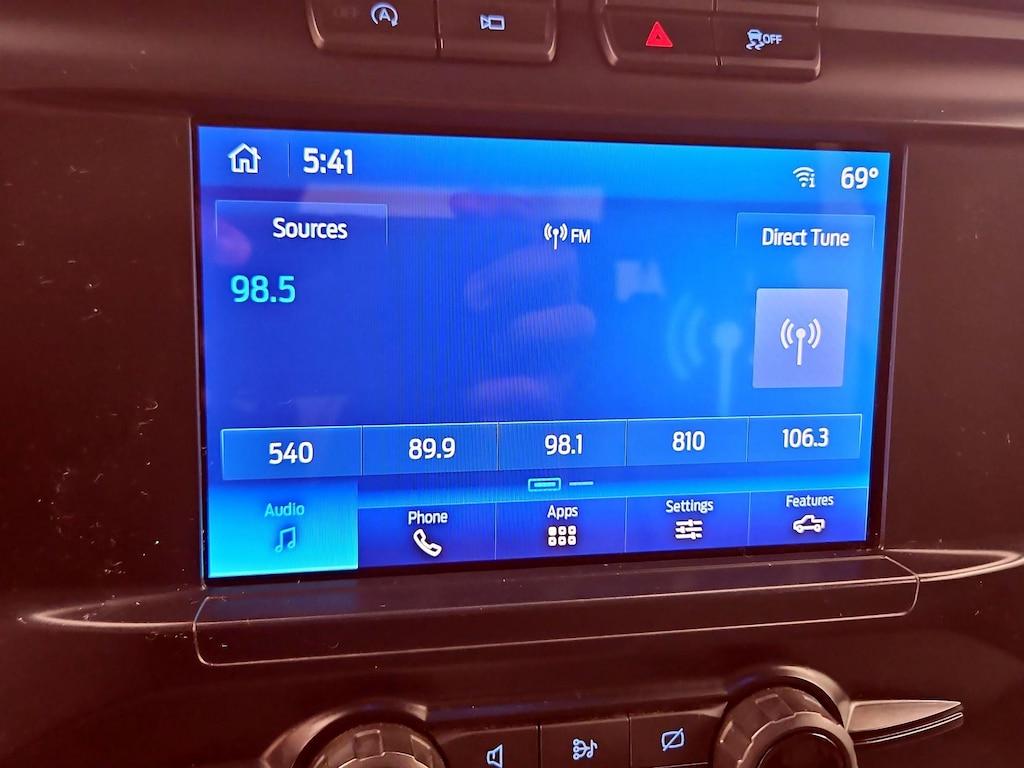 OFF
OFF
5:41
69°
Sources
FM
Direct Tune
98.5
540
89.9
98.1
810
106.3
Audio
Phone
Apps
Settings
Features